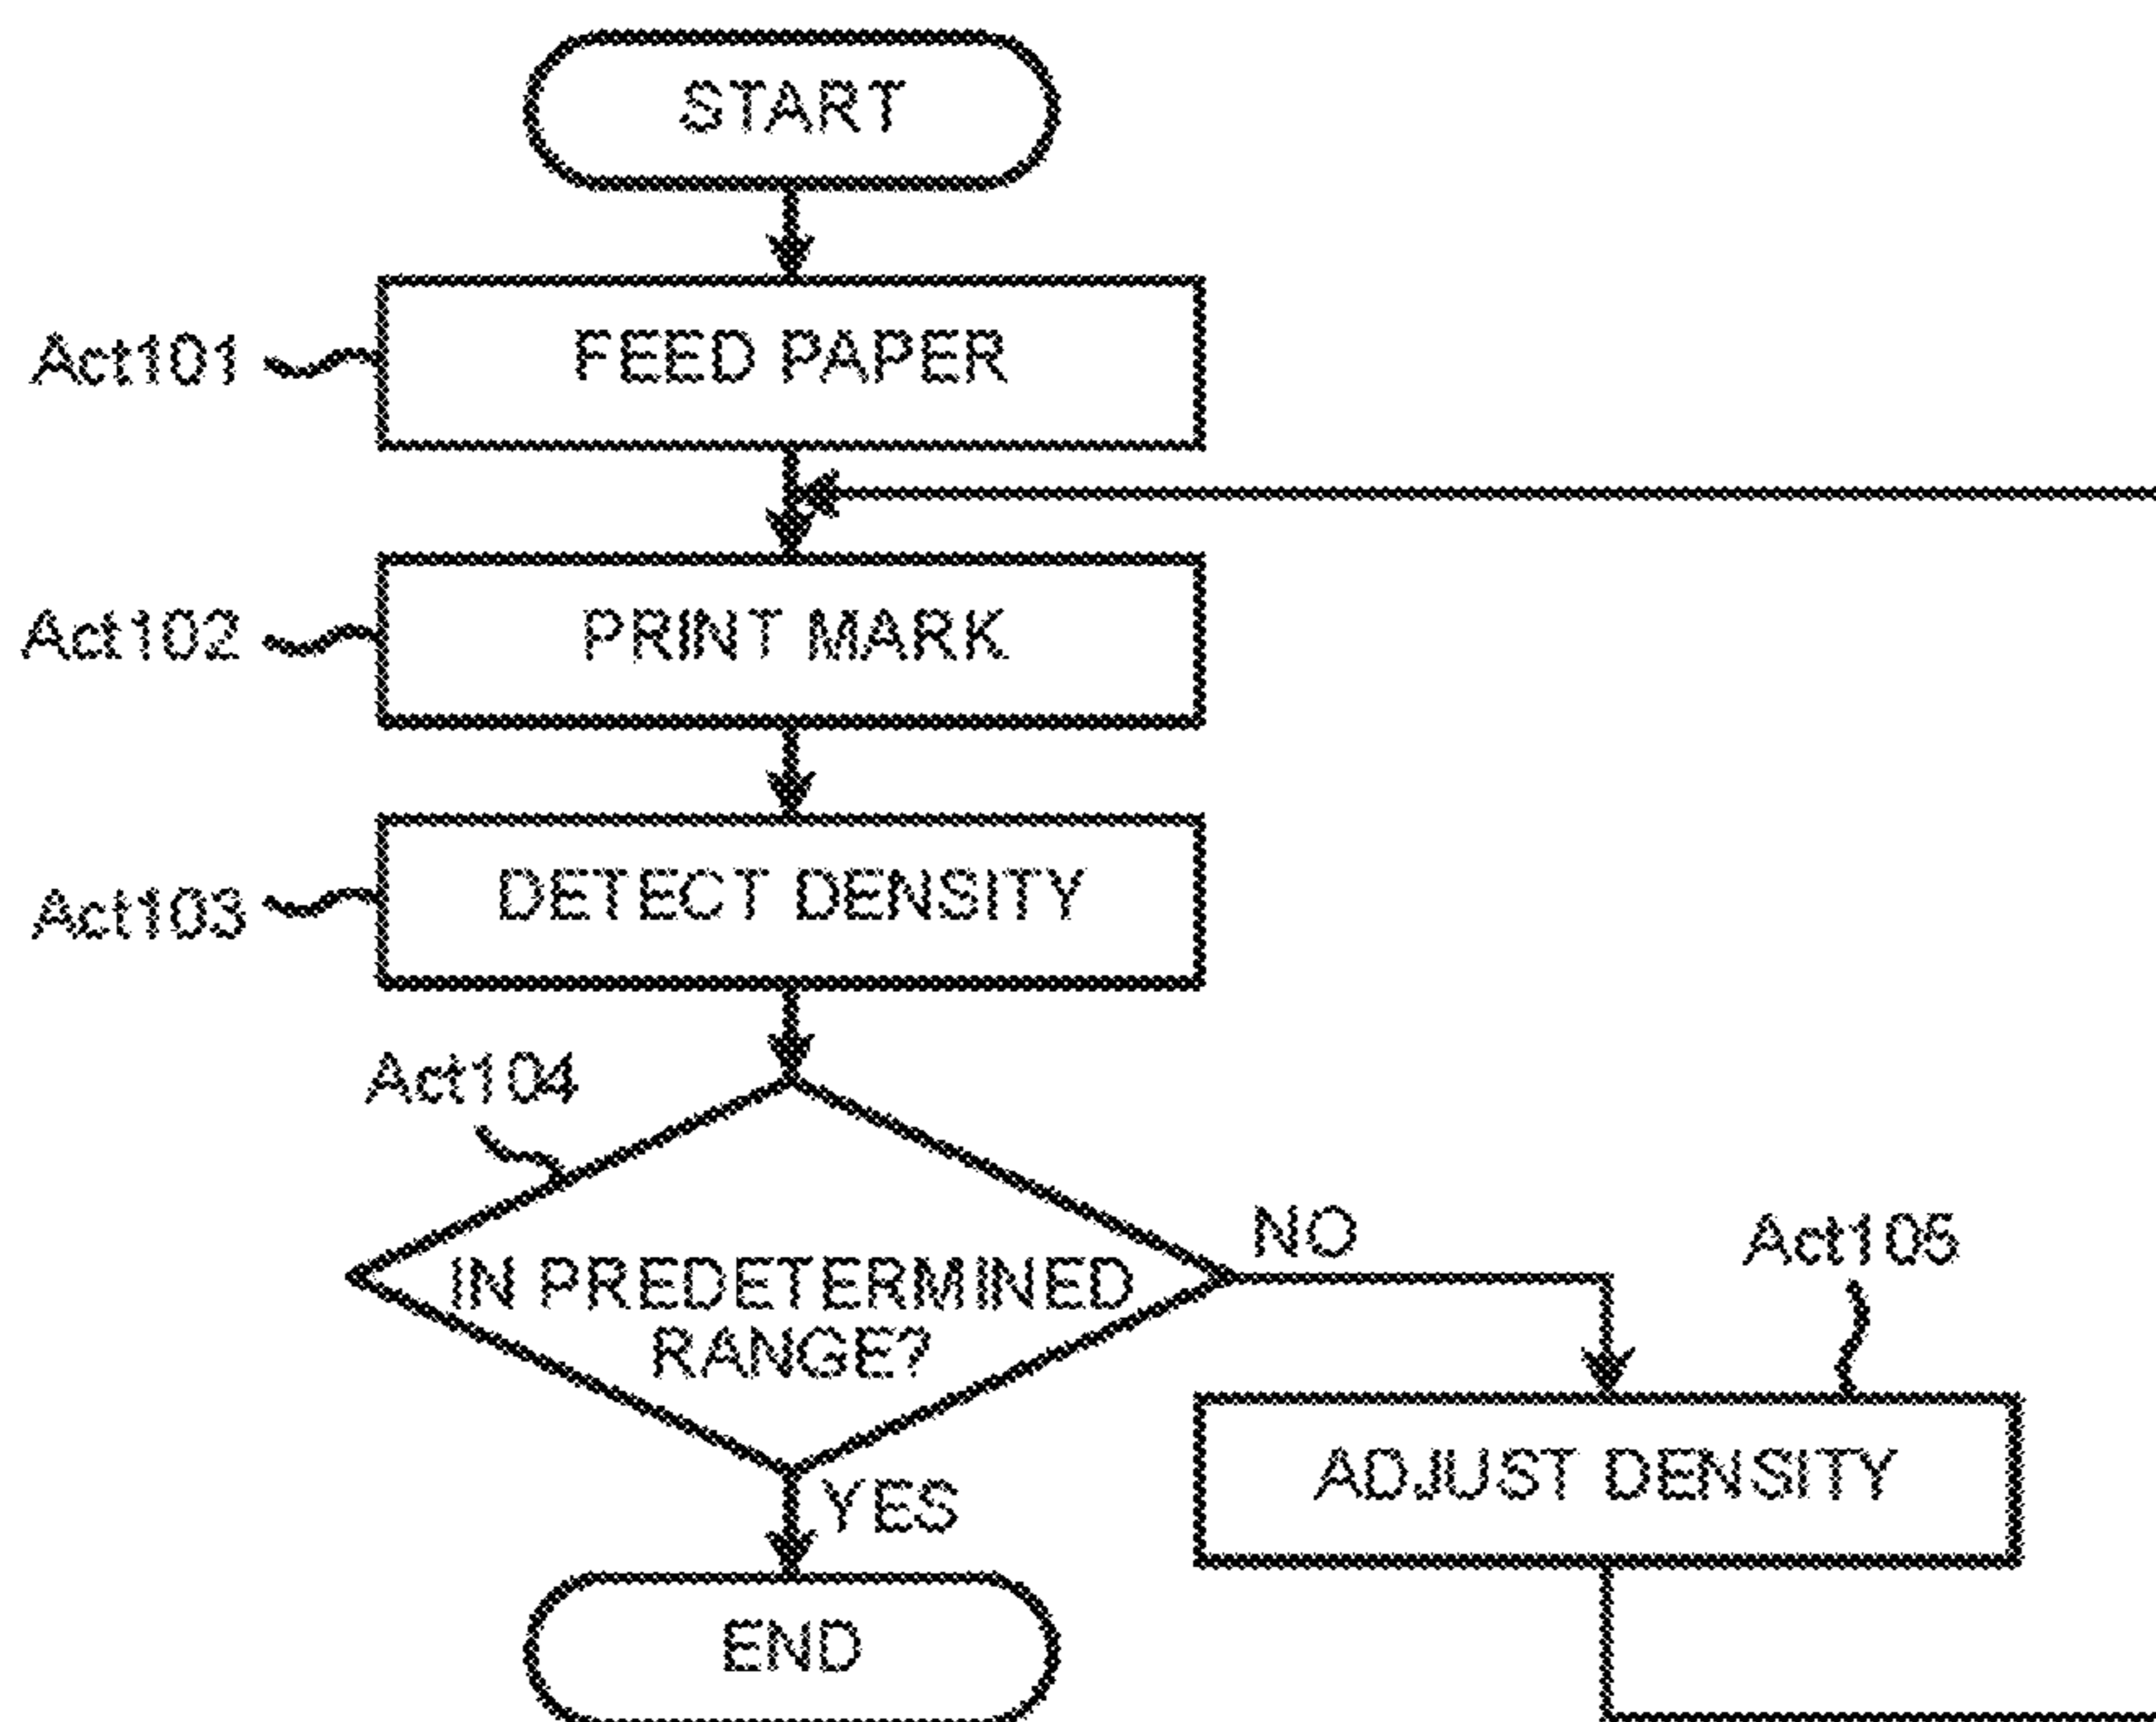 START
Act101
FEED PAPER
Act102
PRINT MARK
Act103
DETECT DENSITY
Act104
IN PREDETERMINED
RANGE?
NO
Act105
ADJUST DENSITY
YES
END